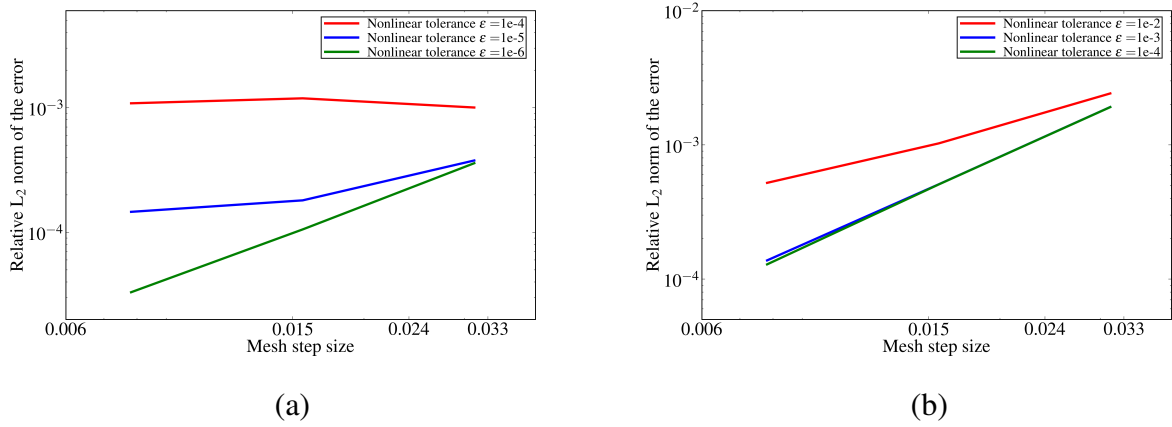 Nonlinear tolerance ε =1e-4
Nonlinear tolerance ε =1e-5
Nonlinear tolerance ε =1e-6
Relative L₂ norm of the error
10⁻³
10⁻⁴
0.006 0.015 0.024 0.033
Mesh step size
(a)
Nonlinear tolerance ε =1e-2
Nonlinear tolerance ε =1e-3
Nonlinear tolerance ε =1e-4
Relative L₂ norm of the error
10⁻²
10⁻³
10⁻⁴
0.006 0.015 0.024 0.033
Mesh step size
(b)